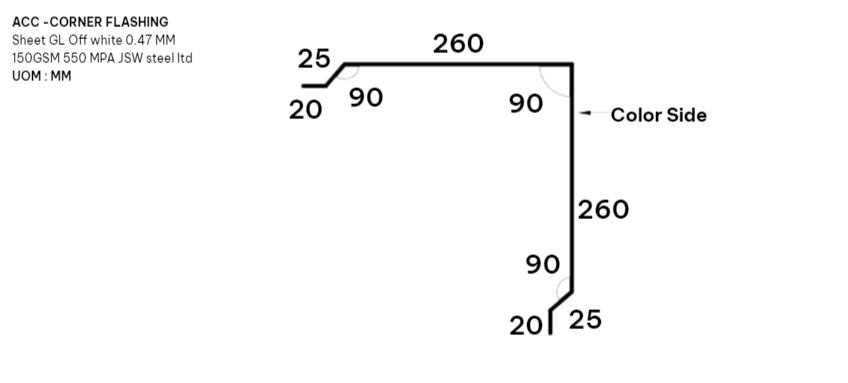 ACC -CORNER FLASHING
Sheet GL Off white 0.47 MM
150GSM 550 MPA JSW steel ltd
UOM : MM
260
25
90
20
90
Color Side
260
90
20
25